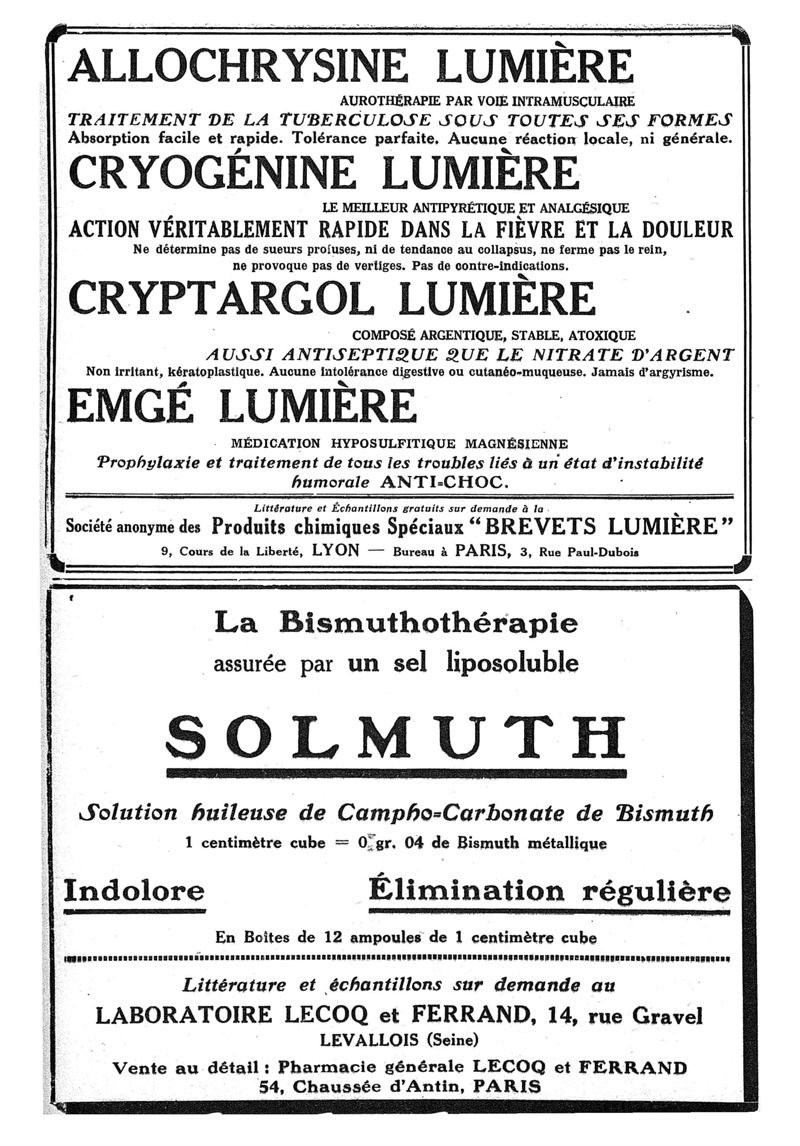 ALLOCHRYSINE LUMIÈRE
AUROTHÉRAPIE PAR VOIE INTRAMUSCULAIRE
TRAITEMENT DE LA TUBERCULOSE SOUS TOUTES SES FORMES
Absorption facile et rapide. Tolérance parfaite. Aucune réaction locale, ni générale.
CRYOGÉNINE LUMIÈRE
LE MEILLEUR ANTIPYRÉTIQUE ET ANALGÉSIQUE
ACTION VÉRITABLEMENT RAPIDE DANS LA FIÈVRE ET LA DOULEUR
Ne détermine pas de sueurs profuses, ni de tendance au collapsus, ne ferme pas le rein,
ne provoque pas de vertiges. Pas de contre-indications.
CRYPTARGOL LUMIÈRE
COMPOSÉ ARGENTIQUE, STABLE, ATOXIQUE
AUSSI ANTISEPTIQUE QUE LE NITRATE D'ARGENT
Non irritant, kératoplastique. Aucune intolérance digestive ou cutanéo-muqueuse. Jamais d'argyrisme.
EMGÉ LUMIÈRE
MÉDICATION HYPOSULFITIQUE MAGNÉSIENNE
Prophylaxie et traitement de tous les troubles liés à un état d'instabilité
humorale ANTI-CHOC.
Littérature et Échantillons gratuits sur demande à la
Société anonyme des Produits chimiques Spéciaux "BREVETS LUMIÈRE"
9, Cours de la Liberté, LYON — Bureau à PARIS, 3, Rue Paul-Dubois
La Bismuthothérapie
assurée par un sel liposoluble
SOLMUTH
Solution huileuse de Campho-Carbonate de Bismuth
1 centimètre cube = 0 gr. 04 de Bismuth métallique
Indolore Élimination régulière
En Boîtes de 12 ampoules de 1 centimètre cube
Littérature et échantillons sur demande au
LABORATOIRE LECOQ et FERRAND, 14, rue Gravel
LEVALLOIS (Seine)
Vente au détail : Pharmacie générale LECOQ et FERRAND
54, Chaussée d'Antin, PARIS